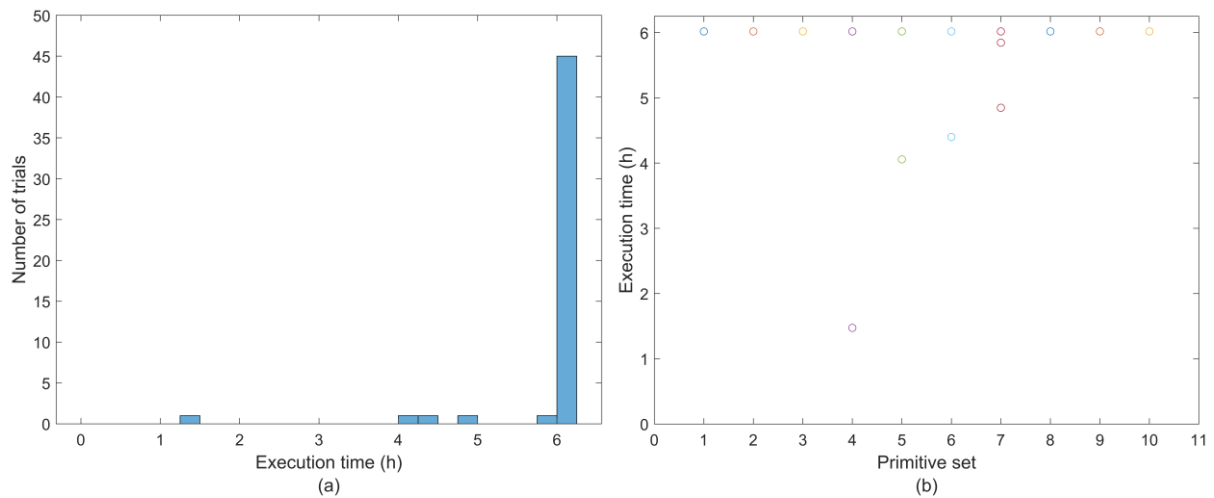 50
45
40
35
30
25
20
15
10
5
0
Number of trials
0 1 2 3 4 5 6
Execution time (h)
(a)
6
5
4
3
2
1
0
Execution time (h)
0 1 2 3 4 5 6 7 8 9 10 11
Primitive set
(b)